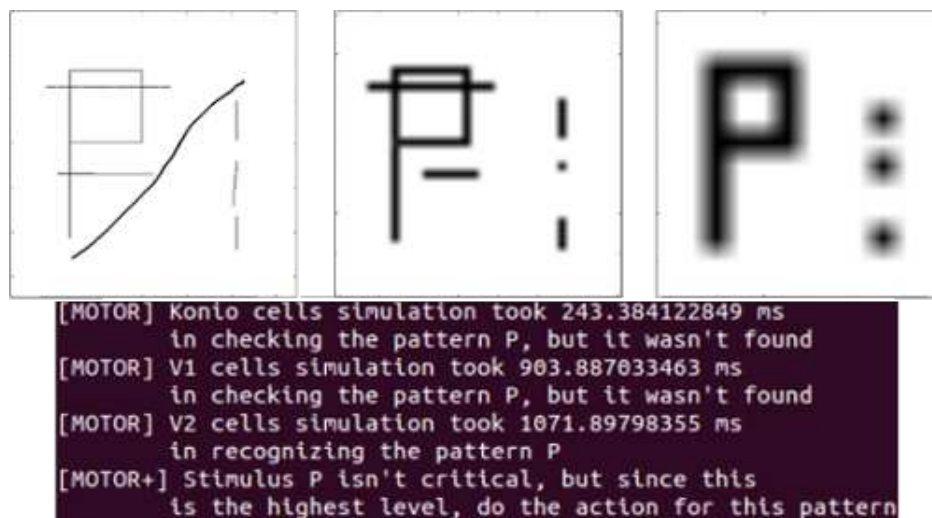 [MOTOR] Konio cells simulation took 243.384122849 ms
in checking the pattern P, but it wasn't found
[MOTOR] V1 cells simulation took 903.887033463 ms
in checking the pattern P, but it wasn't found
[MOTOR] V2 cells simulation took 1071.89798355 ms
in recognizing the pattern P
[MOTOR+] Stimulus P isn't critical, but since this
is the highest level, do the action for this pattern